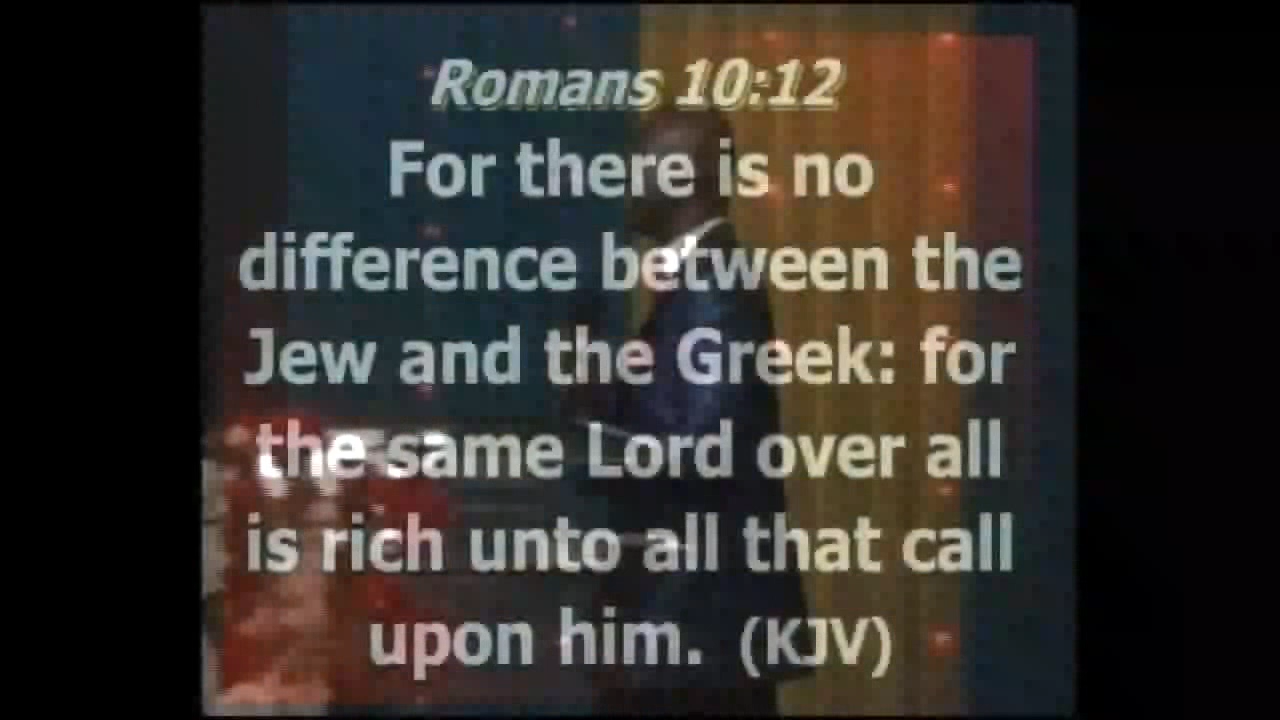 Romans 10:12
For there is no
difference between the
Jew and the Greek: for
the same Lord over all
is rich unto all that call
upon him. (KJV)